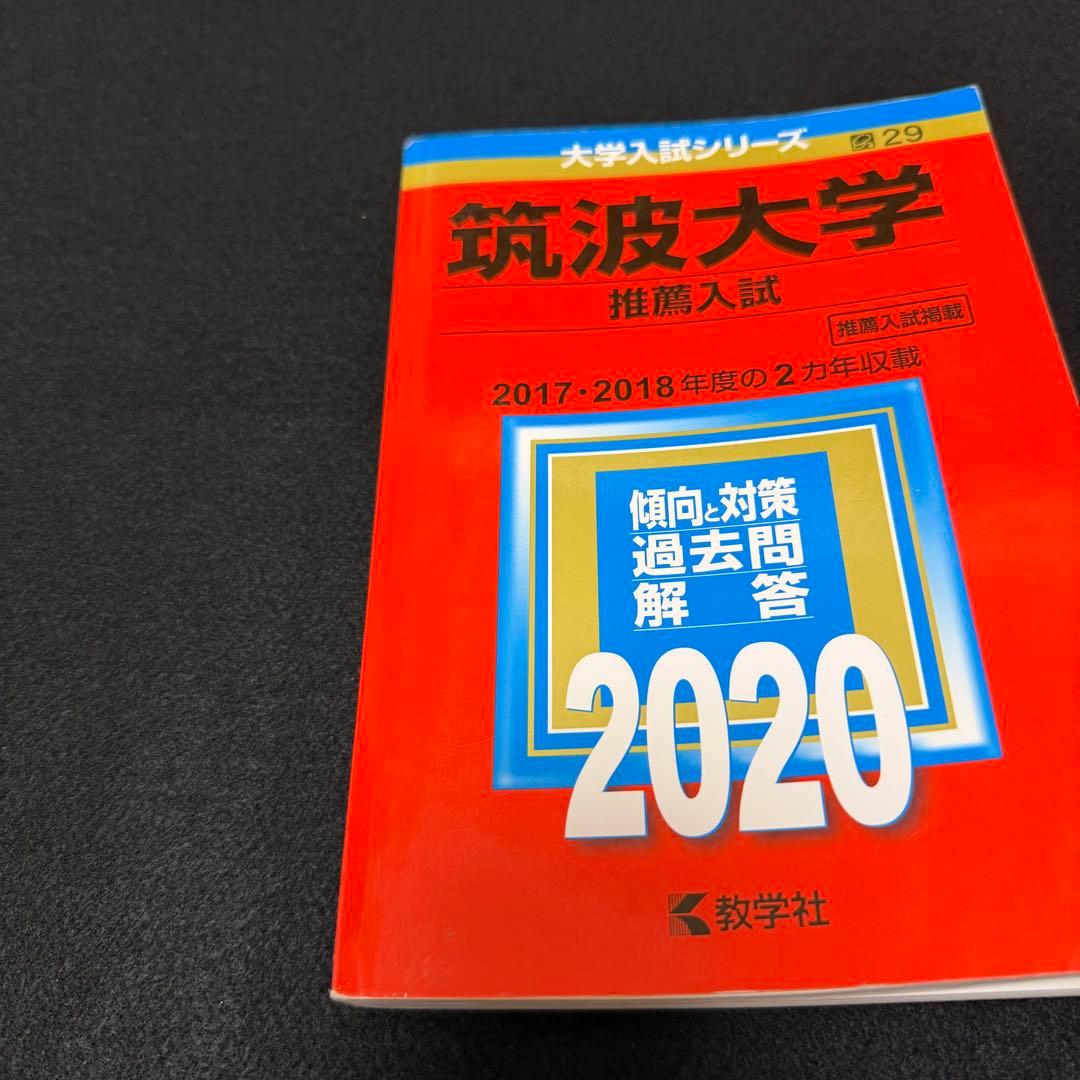 大学入試シリーズ 29
筑波大学
推薦入試
推薦入試掲載
2017・2018年度の2カ年収載
傾向と対策
過去問
解答
2020
教学社